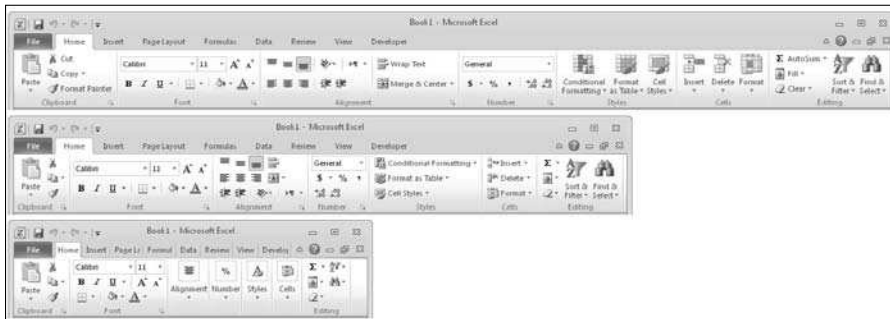 Book1 - Microsoft Excel
File Home Insert Page Layout Formulas Data Review View Developer
Cut Calibri 11 Wrap Text General AutoSum
Copy Fill
Paste Format Painter B I U A Merge & Center $ % , Conditional Formatting Format as Table Cell Styles Insert Delete Format Clear Sort & Filter Find & Select
Clipboard Font Alignment Number Styles Cells Editing
Book1 - Microsoft Excel
File Home Insert Page Layout Formulas Data Review View Developer
Calibri 11 General Conditional Formatting Insert Σ
Paste B I U A $ % , Format as Table Delete Sort & Filter Find & Select
Cell Styles Format
Clipboard Font Alignment Number Styles Cells Editing
Book1 - Microsoft Excel
File Home Insert Page La Formul Data Review View Develop
Calibri 11 % A Σ
Paste B I U A A Alignment Number Styles Cells
Clipboard Font Editing